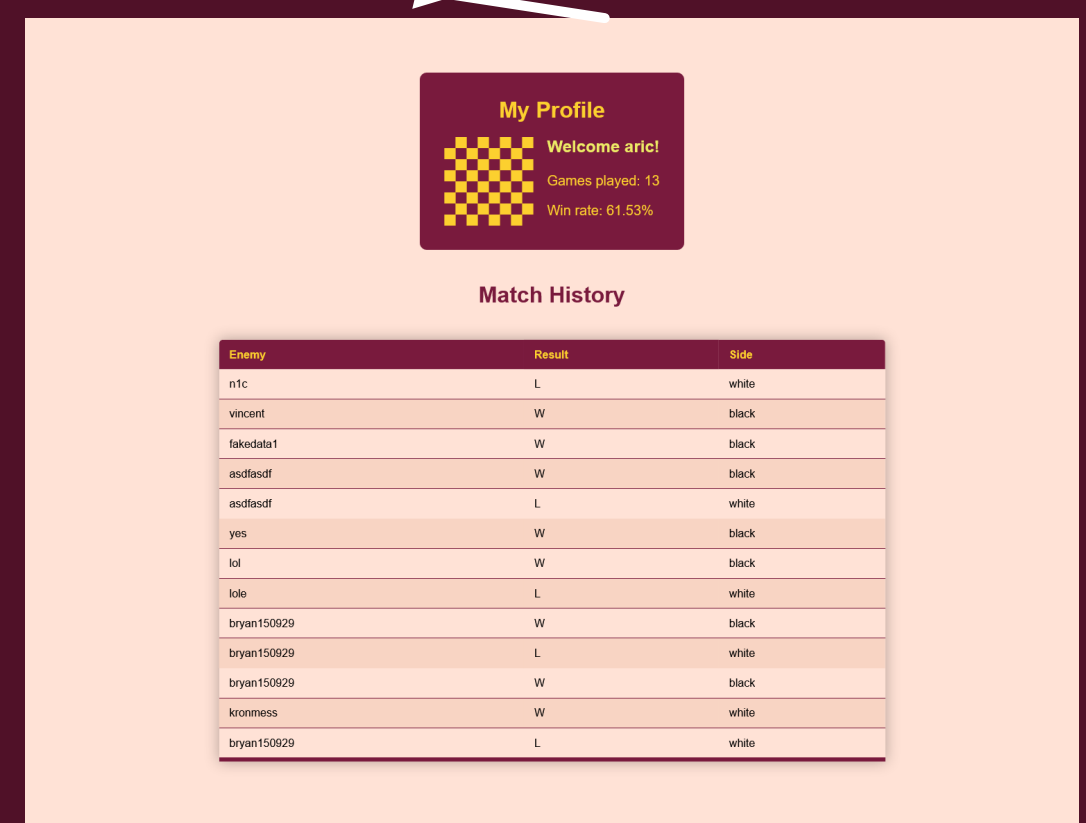 My Profile
Welcome aric!
Games played: 13
Win rate: 61.53%
Match History
Enemy Result Side
n1c L white
vincent W black
fakedata1 W black
asdfasdf W black
asdfasdf L white
yes W black
lol W black
lole L white
bryan150929 W black
bryan150929 L white
bryan150929 W black
kronmess W white
bryan150929 L white